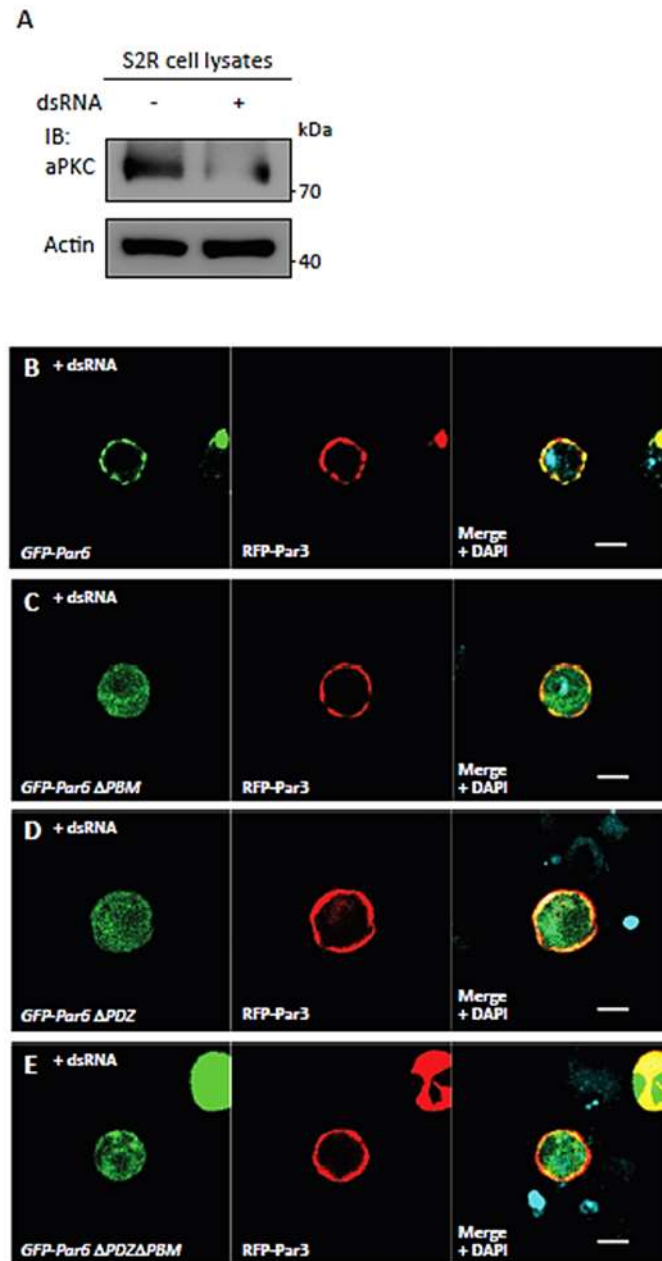 A
S2R cell lysates
dsRNA - +
IB:
kDa
aPKC
-70
Actin
-40
B + dsRNA
GFP-Par6
RFP-Par3
Merge
+ DAPI
C + dsRNA
GFP-Par6 ΔPBM
RFP-Par3
Merge
+ DAPI
D + dsRNA
GFP-Par6 ΔPDZ
RFP-Par3
Merge
+ DAPI
E + dsRNA
GFP-Par6 ΔPDZΔPBM
RFP-Par3
Merge
+ DAPI